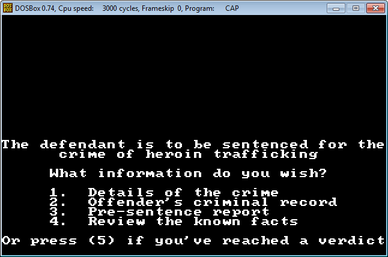 DOSBox 0.74, Cpu speed: 3000 cycles, Frameskip 0, Program: CAP
The defendant is to be sentenced for the
crime of heroin trafficking
What information do you wish?
1. Details of the crime
2. Offender's criminal record
3. Pre-sentence report
4. Review the known facts
Or press (5) if you've reached a verdict